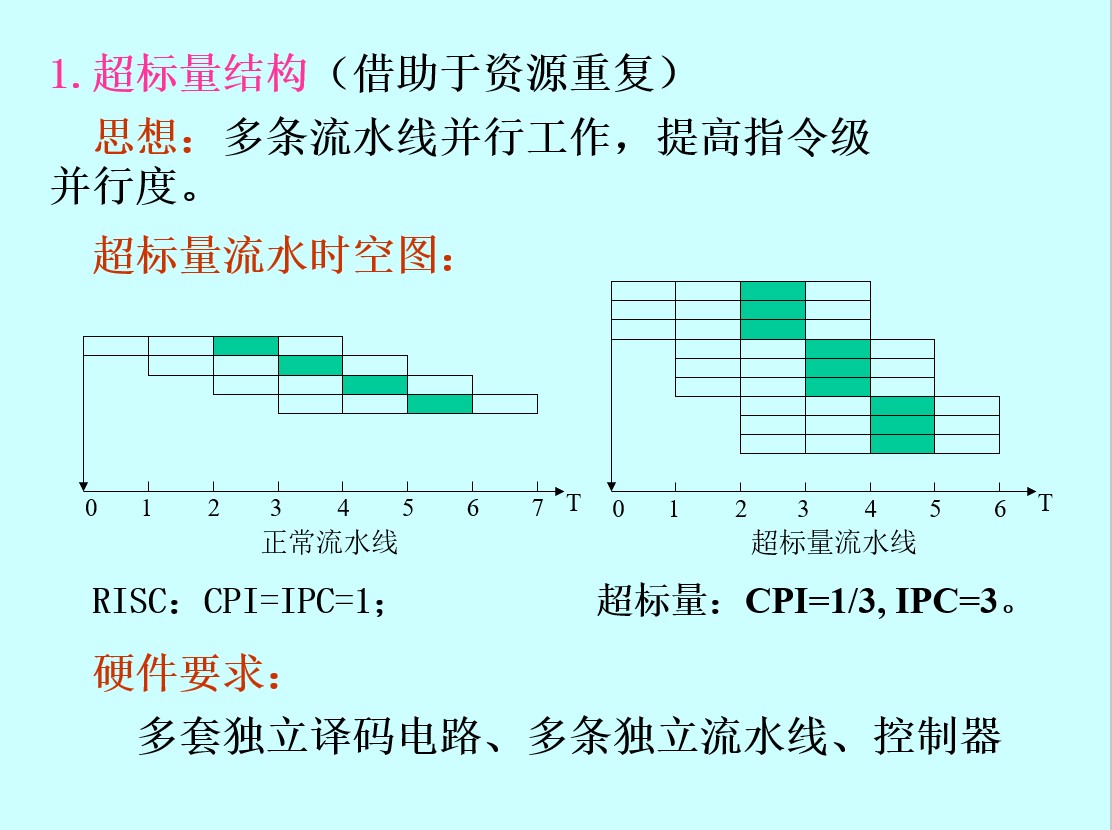 1.超标量结构（借助于资源重复）
思想：多条流水线并行工作，提高指令级
并行度。
超标量流水时空图：
0 1 2 3 4 5 6 7 T
正常流水线
0 1 2 3 4 5 6 T
超标量流水线
RISC：CPI=IPC=1；
超标量：CPI=1/3, IPC=3。
硬件要求：
多套独立译码电路、多条独立流水线、控制器